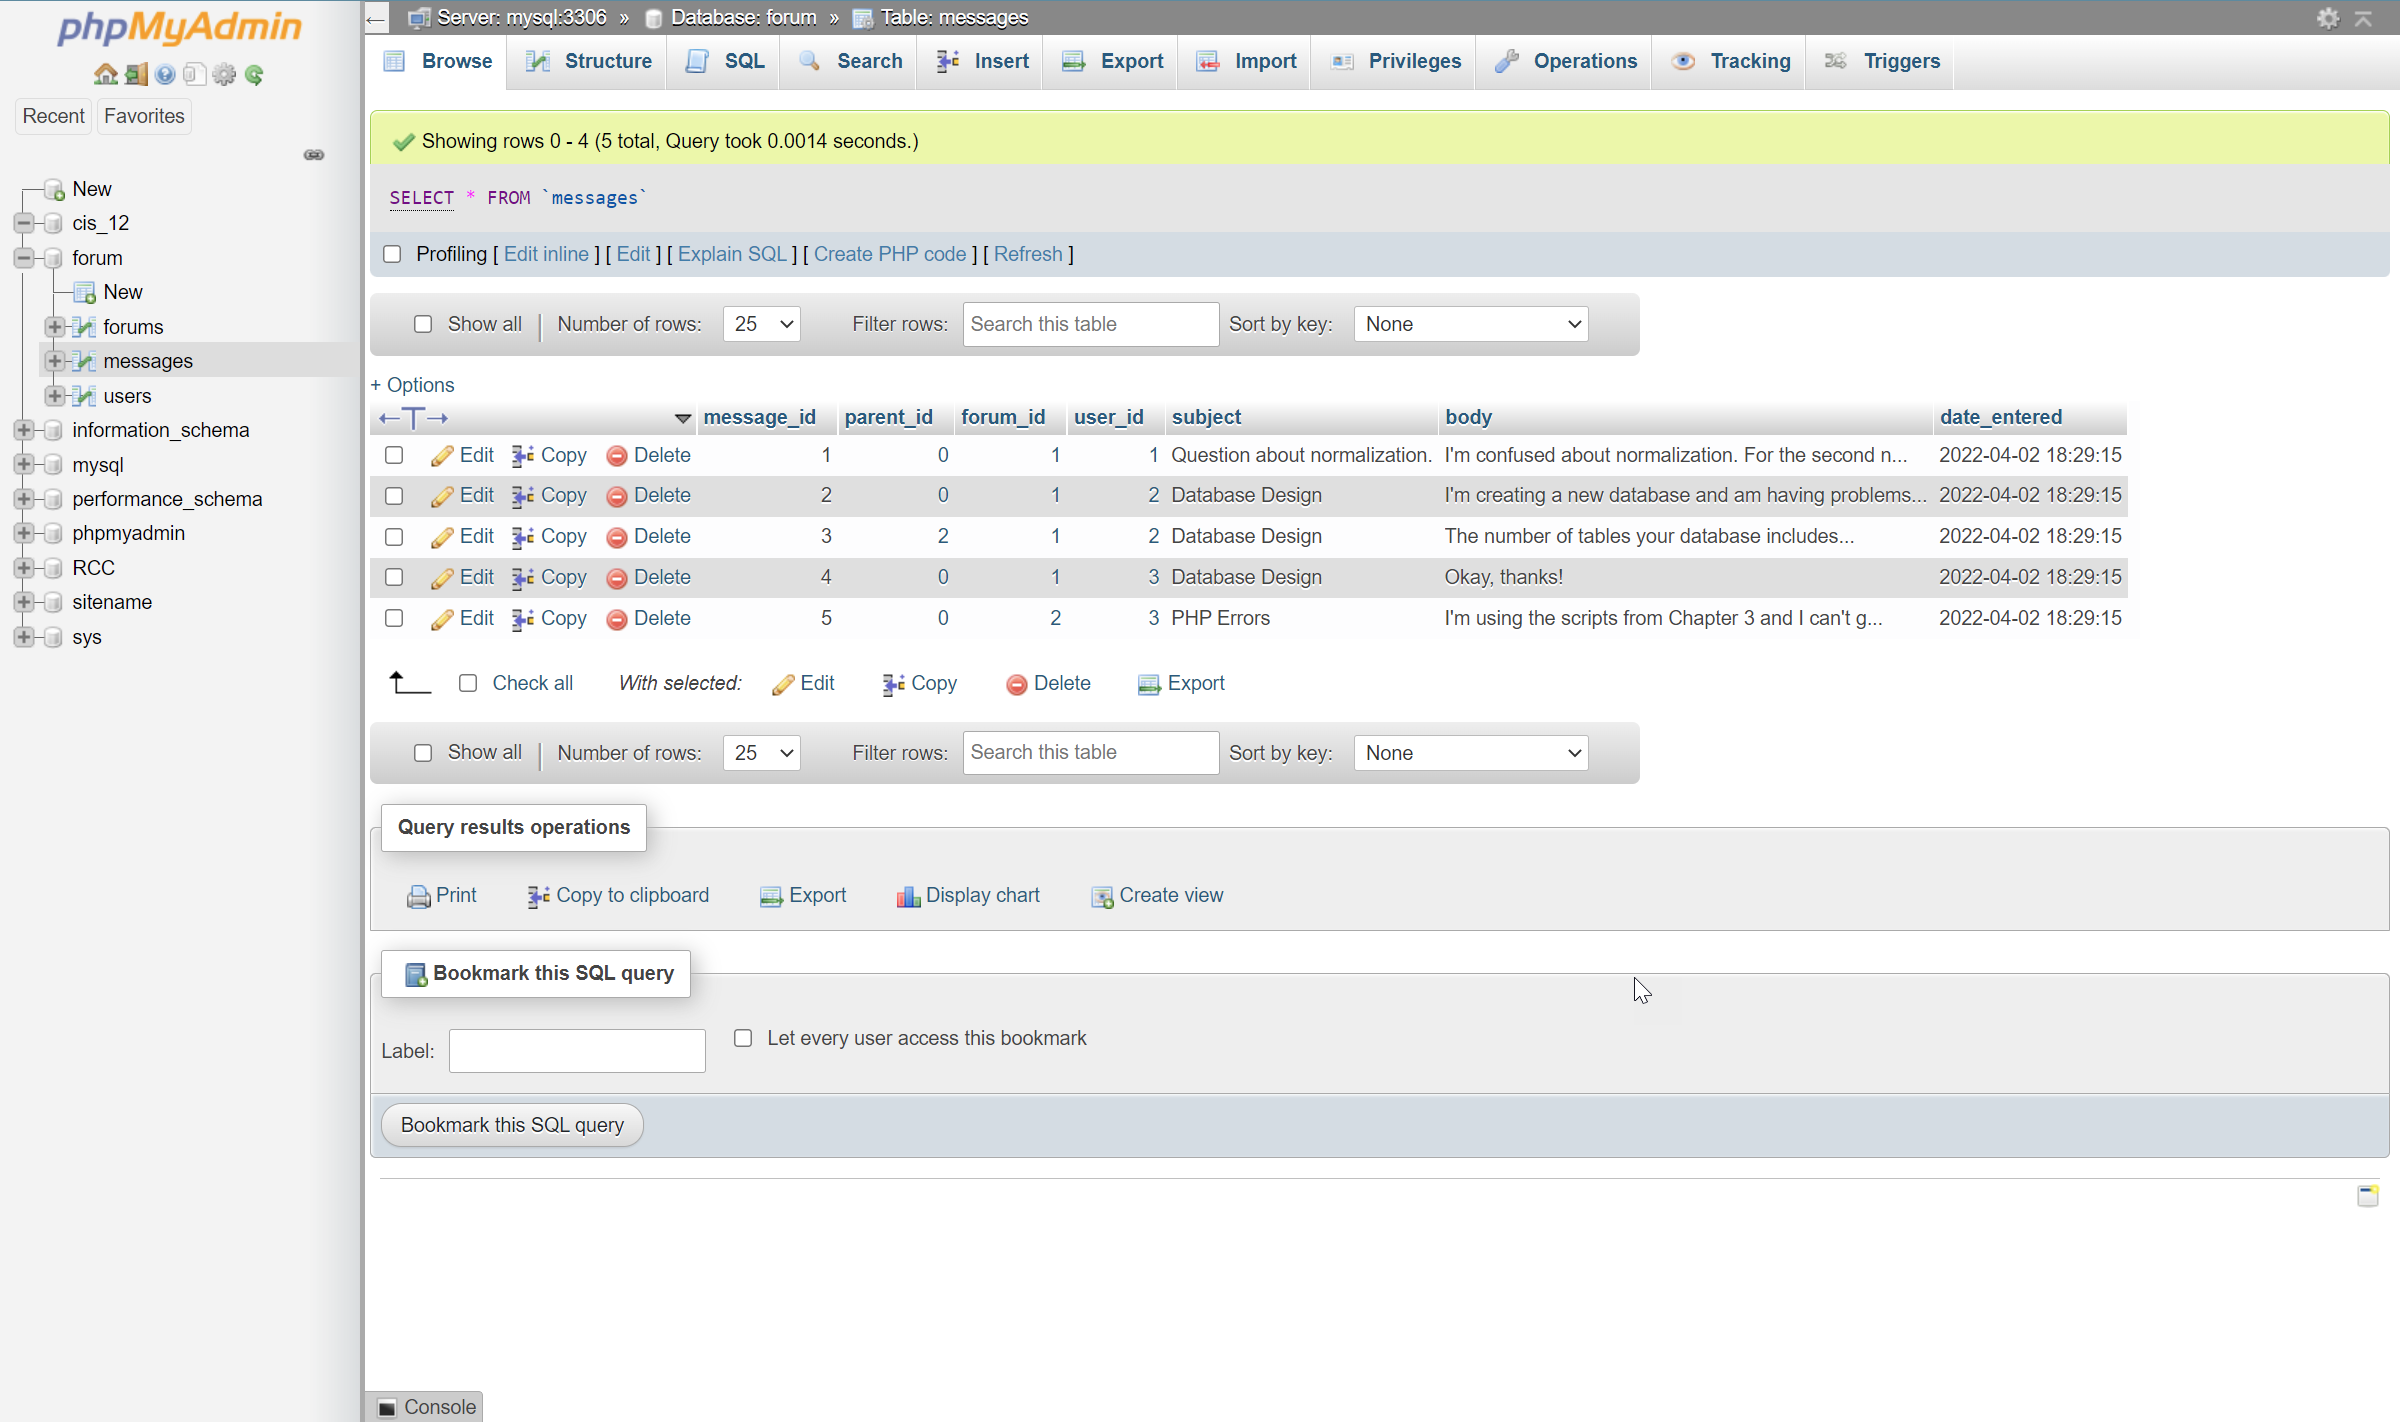 phpMyAdmin
Recent Favorites
New
cis_12
forum
New
forums
messages
users
information_schema
mysql
performance_schema
phpmyadmin
RCC
sitename
sys
Server: mysql:3306 » Database: forum » Table: messages
Browse Structure SQL Search Insert Export Import Privileges Operations Tracking Triggers
Showing rows 0 - 4 (5 total, Query took 0.0014 seconds.)
SELECT * FROM `messages`
Profiling [ Edit inline ] [ Edit ] [ Explain SQL ] [ Create PHP code ] [ Refresh ]
Show all | Number of rows: 25 Filter rows: Search this table Sort by key: None
+ Options
←T→ message_id parent_id forum_id user_id subject body date_entered
Edit Copy Delete 1 0 1 1 Question about normalization. I'm confused about normalization. For the second n... 2022-04-02 18:29:15
Edit Copy Delete 2 0 1 2 Database Design I'm creating a new database and am having problems... 2022-04-02 18:29:15
Edit Copy Delete 3 2 1 2 Database Design The number of tables your database includes... 2022-04-02 18:29:15
Edit Copy Delete 4 0 1 3 Database Design Okay, thanks! 2022-04-02 18:29:15
Edit Copy Delete 5 0 2 3 PHP Errors I'm using the scripts from Chapter 3 and I can't g... 2022-04-02 18:29:15
Check all With selected: Edit Copy Delete Export
Show all | Number of rows: 25 Filter rows: Search this table Sort by key: None
Query results operations
Print Copy to clipboard Export Display chart Create view
Bookmark this SQL query
Label: Let every user access this bookmark
Bookmark this SQL query
Console